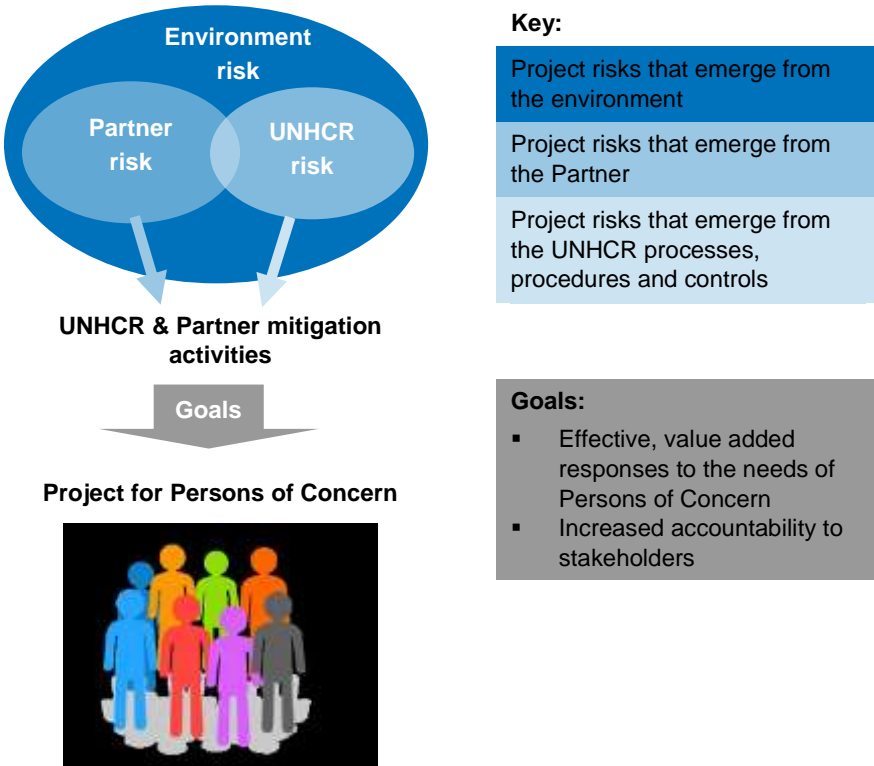 Environment
risk
Partner
risk
UNHCR
risk
UNHCR & Partner mitigation
activities
Goals
Project for Persons of Concern
Key:
Project risks that emerge from
the environment
Project risks that emerge from
the Partner
Project risks that emerge from
the UNHCR processes,
procedures and controls
Goals:
▪ Effective, value added
responses to the needs of
Persons of Concern
▪ Increased accountability to
stakeholders